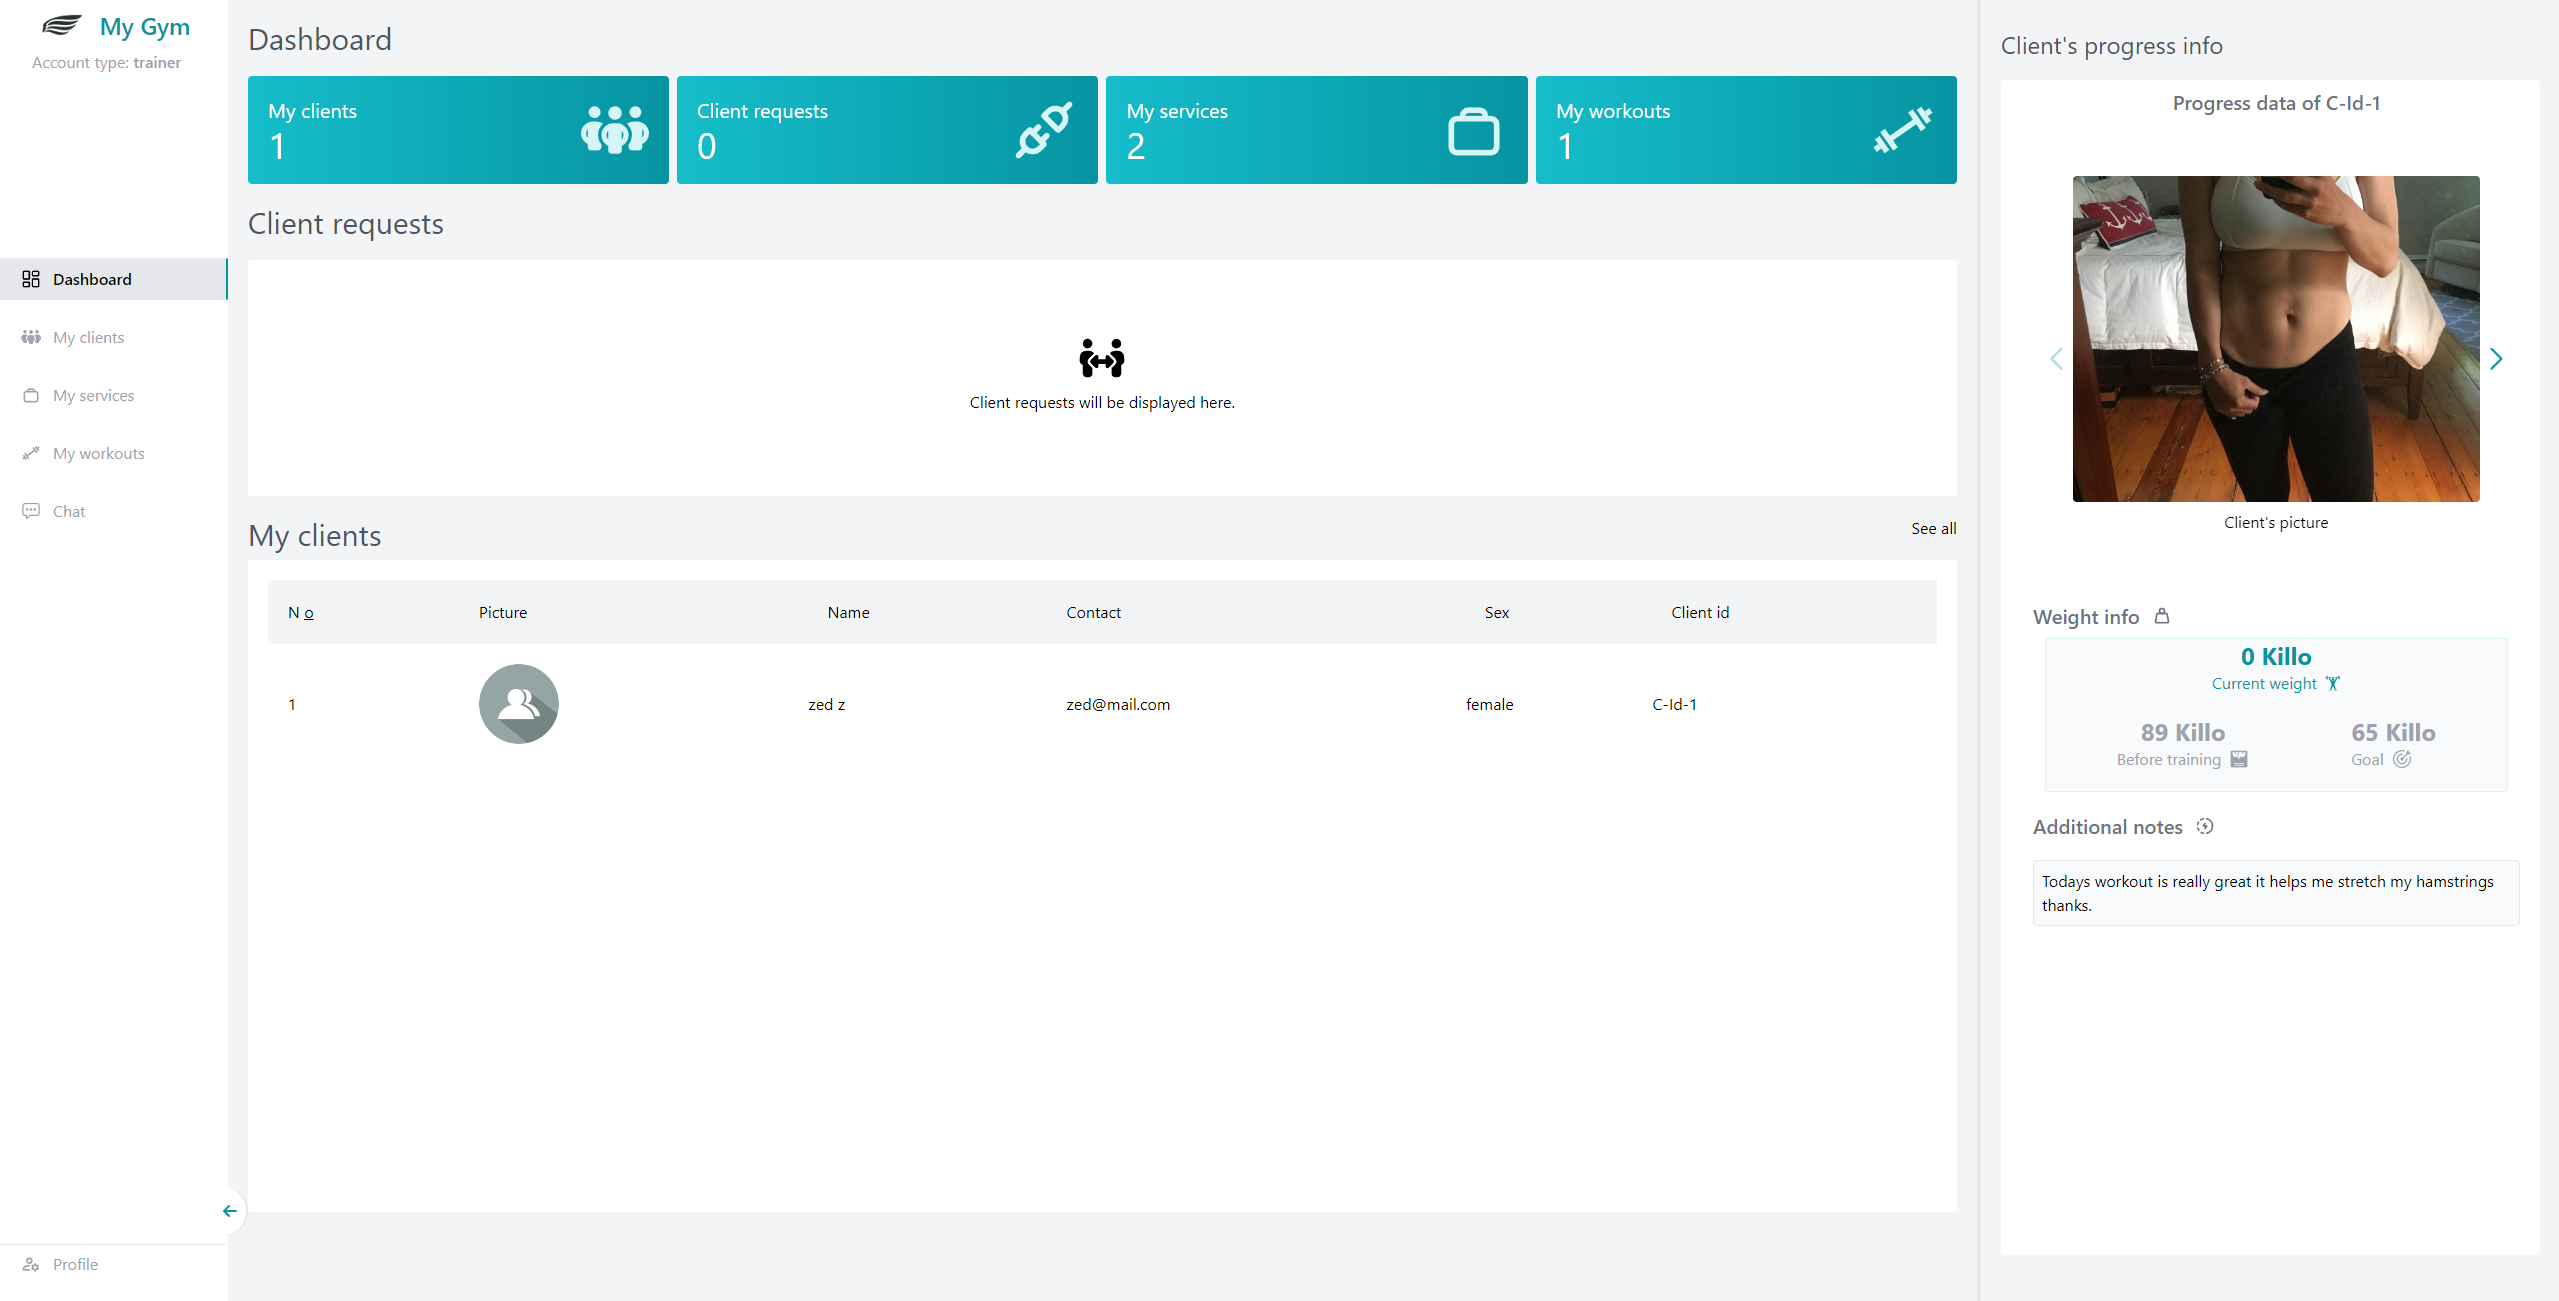 My Gym
Account type: trainer
Dashboard
My clients
My services
My workouts
Chat
Profile
Dashboard
My clients
1
Client requests
0
My services
2
My workouts
1
Client requests
Client requests will be displayed here.
My clients
See all
N o Picture Name Contact Sex Client id
1 zed z zed@mail.com female C-Id-1
Client's progress info
Progress data of C-Id-1
Client's picture
Weight info
0 Killo
Current weight
89 Killo 65 Killo
Before training Goal
Additional notes
Todays workout is really great it helps me stretch my hamstrings
thanks.